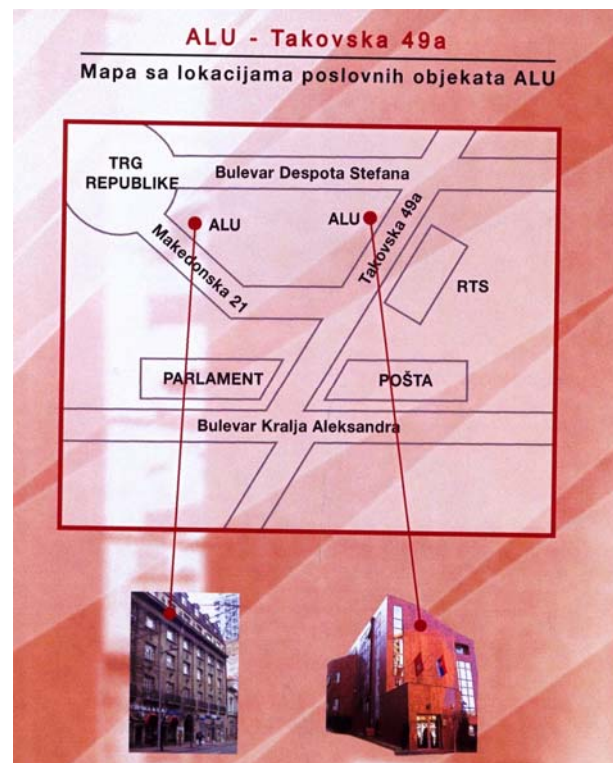 ALU - Takovska 49a
Mapa sa lokacijama poslovnih objekata ALU
TRG
REPUBLIKE
Bulevar Despota Stefana
ALU
ALU
Makedonska 21
Takovska 49a
RTS
PARLAMENT
POŠTA
Bulevar Kralja Aleksandra